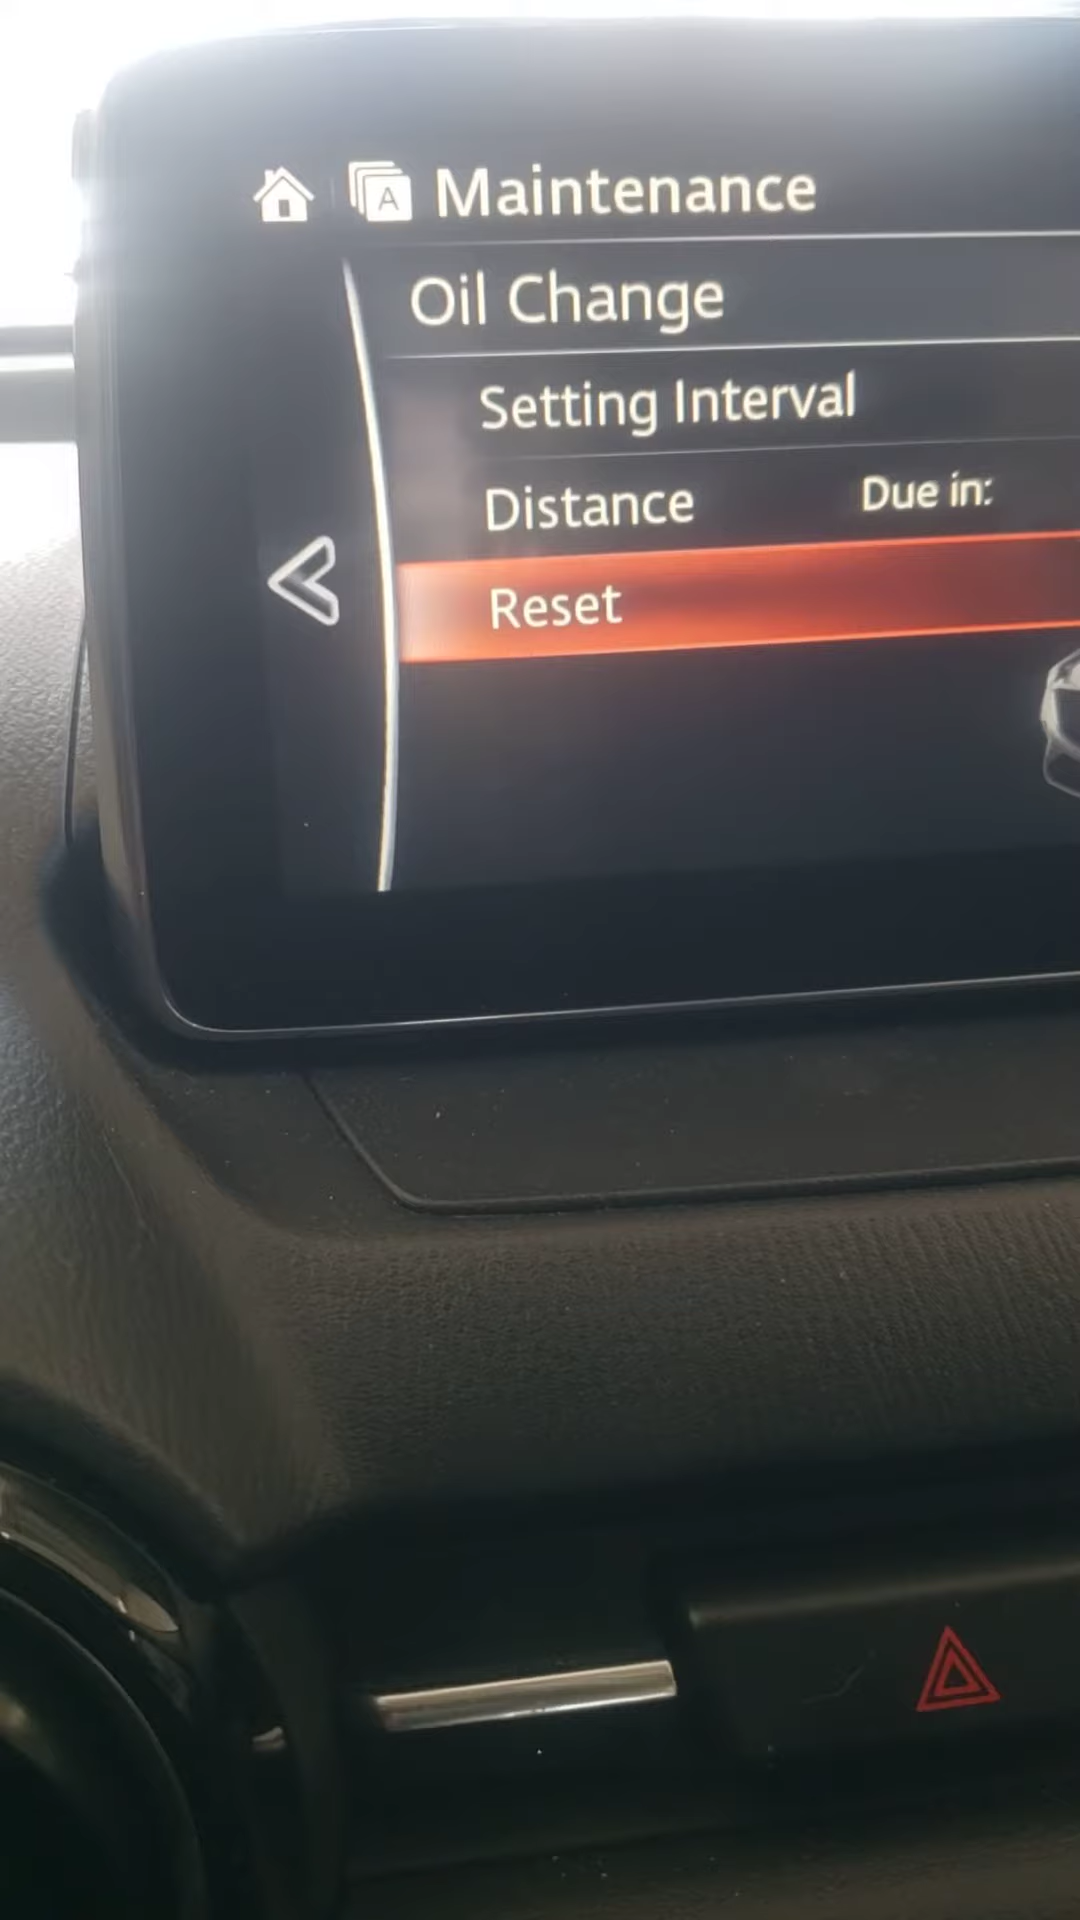 A Maintenance
Oil Change
Setting Interval
Distance Due in:
Reset